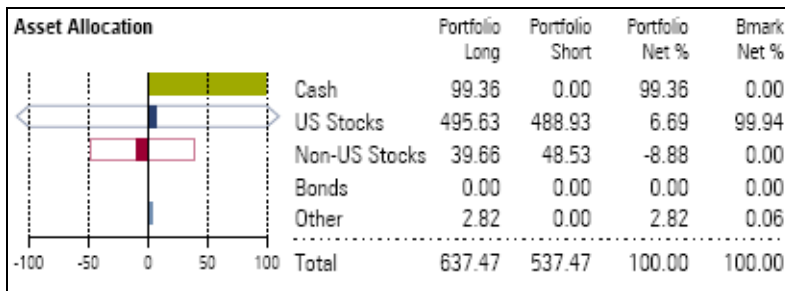 Asset Allocation Portfolio Portfolio Portfolio Bmark
Long Short Net % Net %
Cash 99.36 0.00 99.36 0.00
US Stocks 495.63 488.93 6.69 99.94
Non-US Stocks 39.66 48.53 -8.88 0.00
Bonds 0.00 0.00 0.00 0.00
Other 2.82 0.00 2.82 0.06
-100 -50 0 50 100 Total 637.47 537.47 100.00 100.00